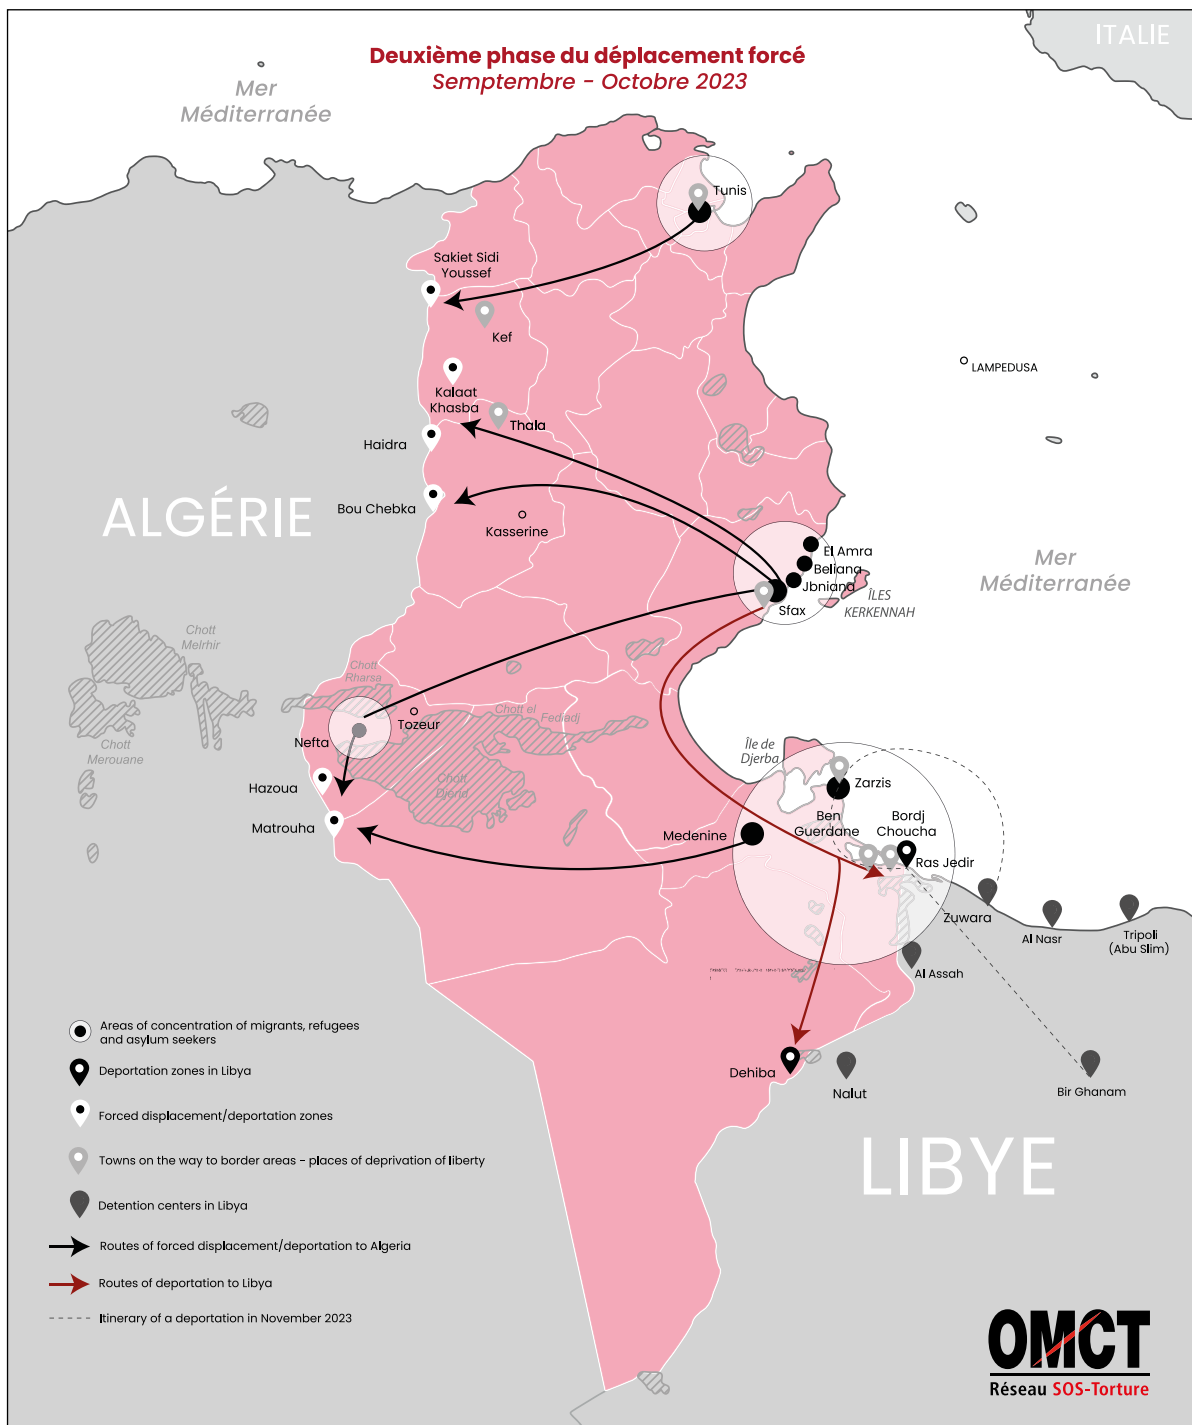 Deuxième phase du déplacement forcé
Semptembre - Octobre 2023
ITALIE
Mer
Méditerranée
Tunis
Sakiet Sidi
Youssef
Kef
LAMPEDUSA
Kalaat
Khasba
Thala
Haidra
ALGÉRIE
Bou Chebka
Kasserine
El Amra
Beliana
Jbniana
Sfax
ÎLES
KERKENNAH
Mer
Méditerranée
Chott
Melrhir
Chott
Rharsa
Chott el
Fediadj
Tozeur
Nefta
Chott
Merouane
Chott
Djerid
Hazoua
Matrouha
Île de
Djerba
Zarzis
Ben
Guerdane
Bordj
Choucha
Medenine
Ras Jedir
Zuwara
Al Nasr
Tripoli
(Abu Slim)
Al Assah
Dehiba
Nalut
Bir Ghanam
LIBYE
Areas of concentration of migrants, refugees
and asylum seekers
Deportation zones in Libya
Forced displacement/deportation zones
Towns on the way to border areas - places of deprivation of liberty
Detention centers in Libya
Routes of forced displacement/deportation to Algeria
Routes of deportation to Libya
Itinerary of a deportation in November 2023
OMCT
Réseau SOS-Torture